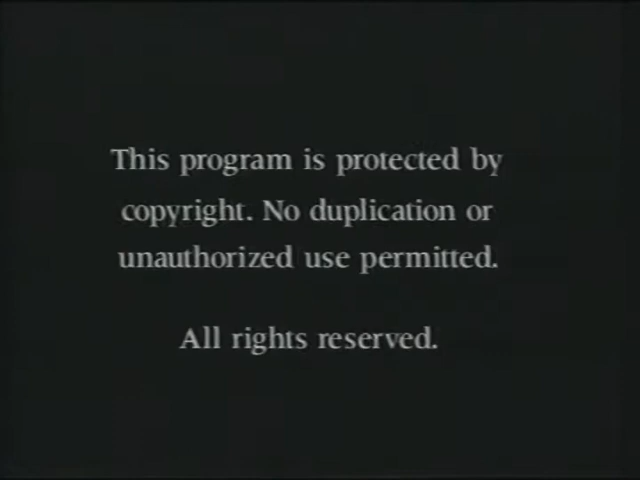 This program is protected by
copyright. No duplication or
unauthorized use permitted.
All rights reserved.